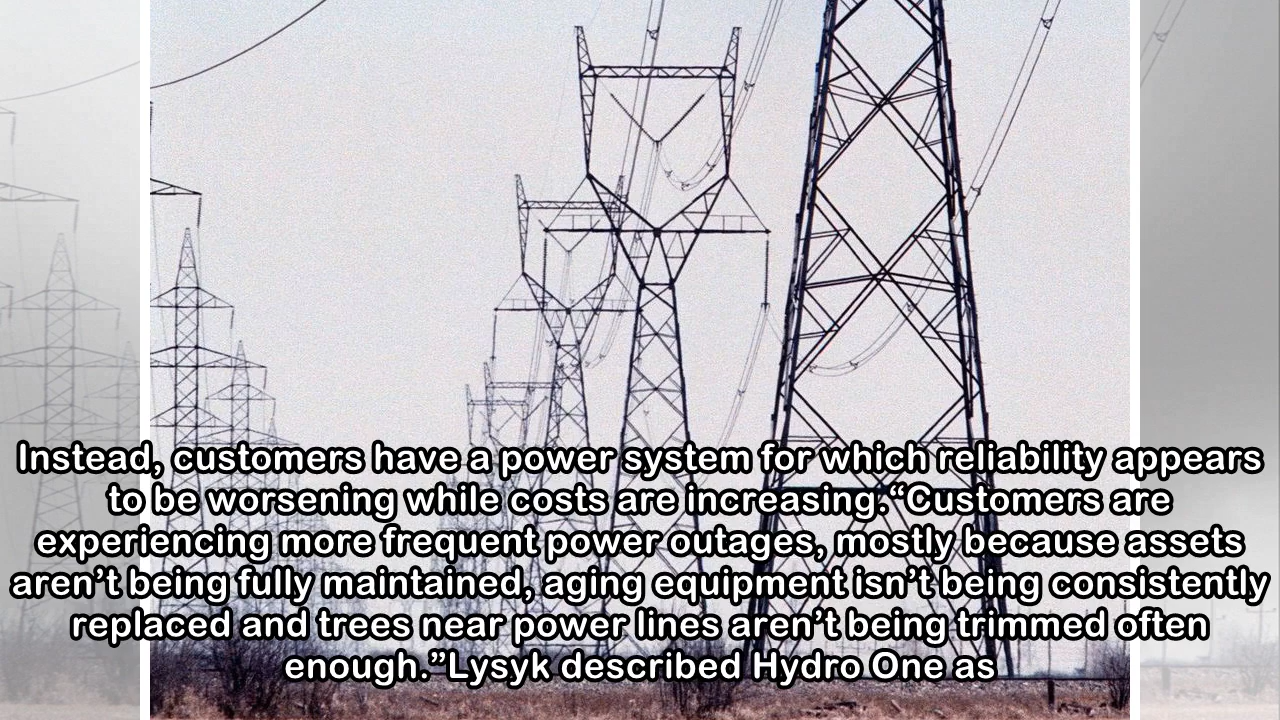 Instead, customers have a power system for which reliability appears
to be worsening while costs are increasing.“Customers are
experiencing more frequent power outages, mostly because assets
aren’t being fully maintained, aging equipment isn’t being consistently
replaced and trees near power lines aren’t being trimmed often
enough.”Lysyk described Hydro One as